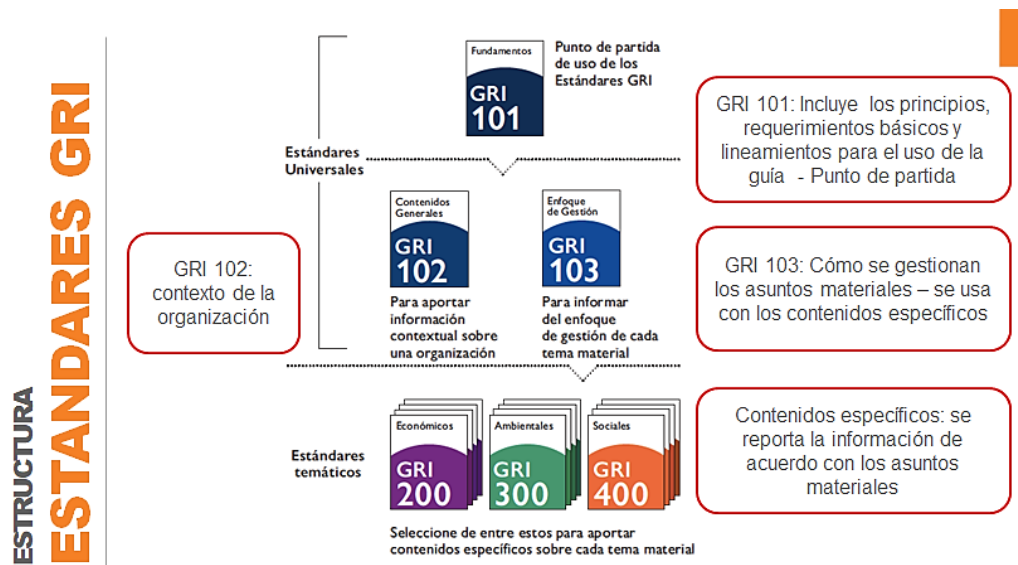 ESTRUCTURA
ESTANDARES GRI
Fundamentos
GRI
101
Punto de partida
de uso de los
Estándares GRI
GRI 101: Incluye los principios,
requerimientos básicos y
lineamientos para el uso de la
guía - Punto de partida
Estándares
Universales
Contenidos
Generales
GRI
102
Enfoque
de Gestión
GRI
103
GRI 102:
contexto de la
organización
GRI 103: Cómo se gestionan
los asuntos materiales – se usa
con los contenidos específicos
Para aportar
información
contextual sobre
una organización
Para informar
del enfoque
de gestión de cada
tema material
Estándares
temáticos
Económicos
GRI
200
Ambientales
GRI
300
Sociales
GRI
400
Contenidos específicos: se
reporta la información de
acuerdo con los asuntos
materiales
Seleccione de entre estos para aportar
contenidos específicos sobre cada tema material